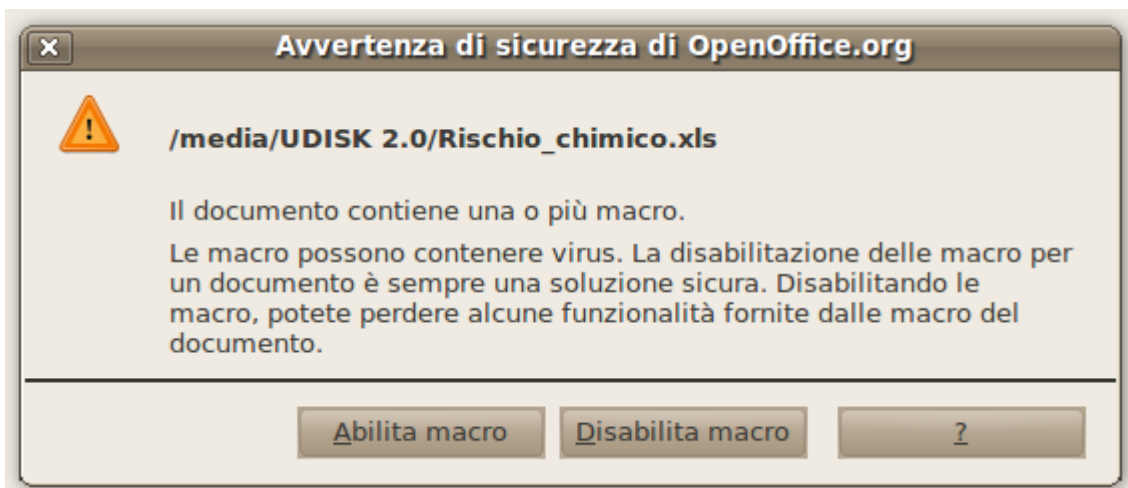 Avvertenza di sicurezza di OpenOffice.org
/media/UDISK 2.0/Rischio_chimico.xls
Il documento contiene una o più macro.
Le macro possono contenere virus. La disabilitazione delle macro per
un documento è sempre una soluzione sicura. Disabilitando le
macro, potete perdere alcune funzionalità fornite dalle macro del
documento.
Abilita macro Disabilita macro ?